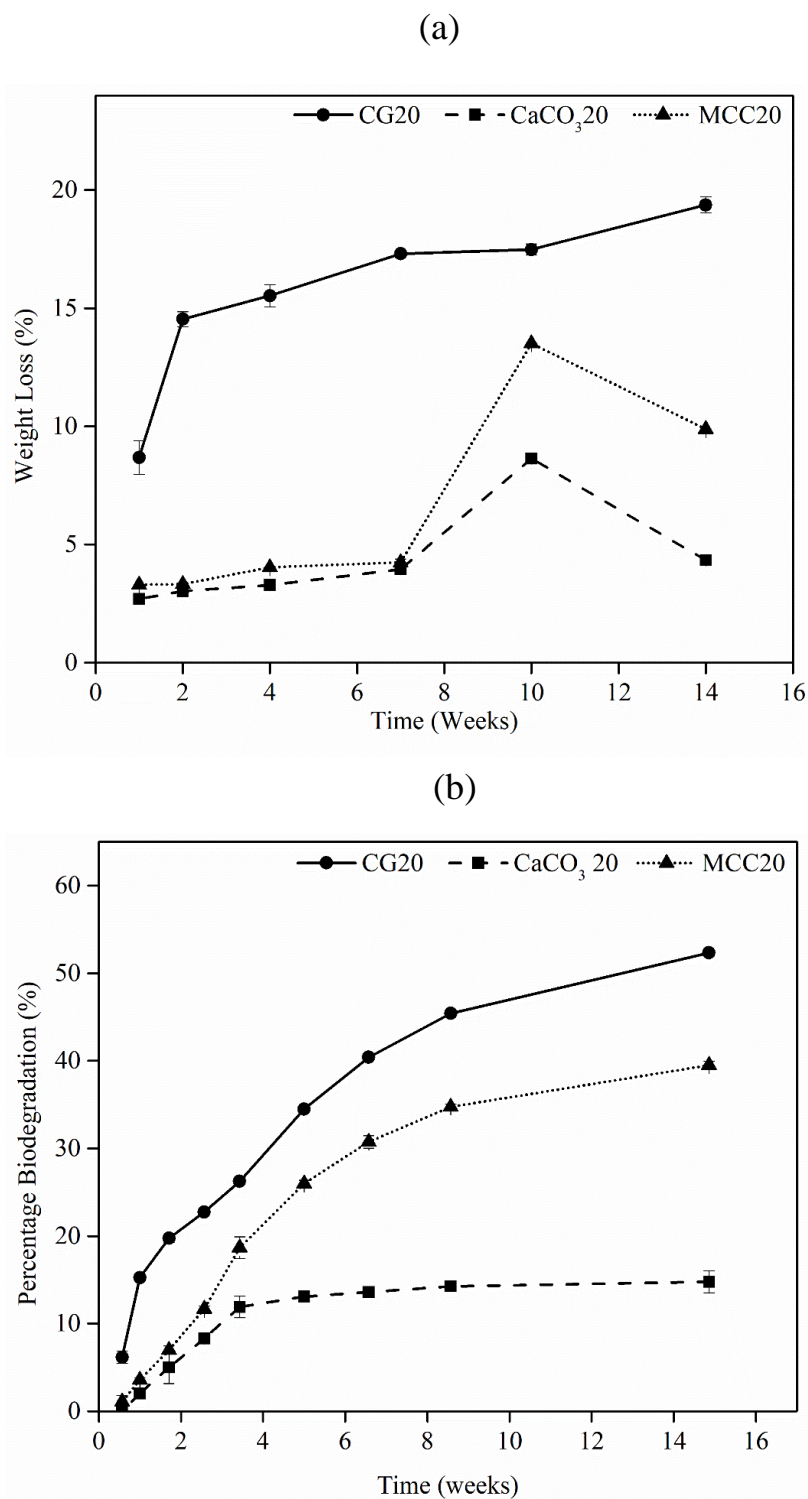 (a)
CG20 CaCO₃20 MCC20
20
15
10
5
0
0 2 4 6 8 10 12 14 16
Weight Loss (%)
Time (Weeks)
(b)
CG20 CaCO₃ 20 MCC20
60
50
40
30
20
10
0
0 2 4 6 8 10 12 14 16
Percentage Biodegradation (%)
Time (weeks)